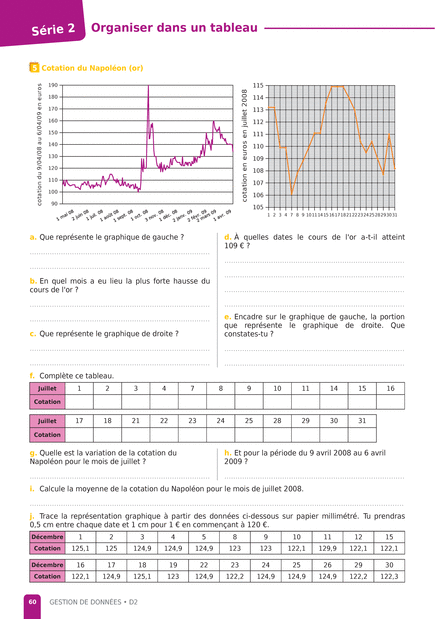 Série 2
Organiser dans un tableau
5 Cotation du Napoléon (or)
cotation du 9/04/08 au 6/04/09 en euros
190
180
170
160
150
140
130
120
110
100
90
1 mai 08
1 juil. 08
1 août 08
1 sept. 08
1 oct. 08
3 nov. 08
1 déc. 08
2 janv. 09
2 févr. 09
2 mars 09
1 avr. 09
cotation en euros en juillet 2008
115
114
113
112
111
110
109
108
107
106
105
1 2 3 4 7 8 9 10 11 14 15 16 17 18 21 22 23 24 25 28 29 30 31
a. Que représente le graphique de gauche ?
b. En quel mois a eu lieu la plus forte hausse du
cours de l'or ?
c. Que représente le graphique de droite ?
d. À quelles dates le cours de l'or a-t-il atteint
109 € ?
e. Encadre sur le graphique de gauche, la portion
que représente le graphique de droite. Que
constates-tu ?
f. Complète ce tableau.
Juillet 1 2 3 4 7 8 9 10 11 14 15 16
Cotation
Juillet 17 18 21 22 23 24 25 28 29 30 31
Cotation
g. Quelle est la variation de la cotation du
Napoléon pour le mois de juillet ?
h. Et pour la période du 9 avril 2008 au 6 avril
2009 ?
i. Calcule la moyenne de la cotation du Napoléon pour le mois de juillet 2008.
j. Trace la représentation graphique à partir des données ci-dessous sur papier millimétré. Tu prendras
0,5 cm entre chaque date et 1 cm pour 1 € en commençant à 120 €.
Décembre 1 2 3 4 5 8 9 10 11 12 15
Cotation 125,1 125 124,9 124,9 124,9 123 123 122,1 129,9 122,1 122,1
Décembre 16 17 18 19 22 23 24 25 26 29 30
Cotation 122,1 124,9 125,1 123 124,9 122,2 124,9 124,9 124,9 122,2 122,3
60 GESTION DE DONNÉES • D2